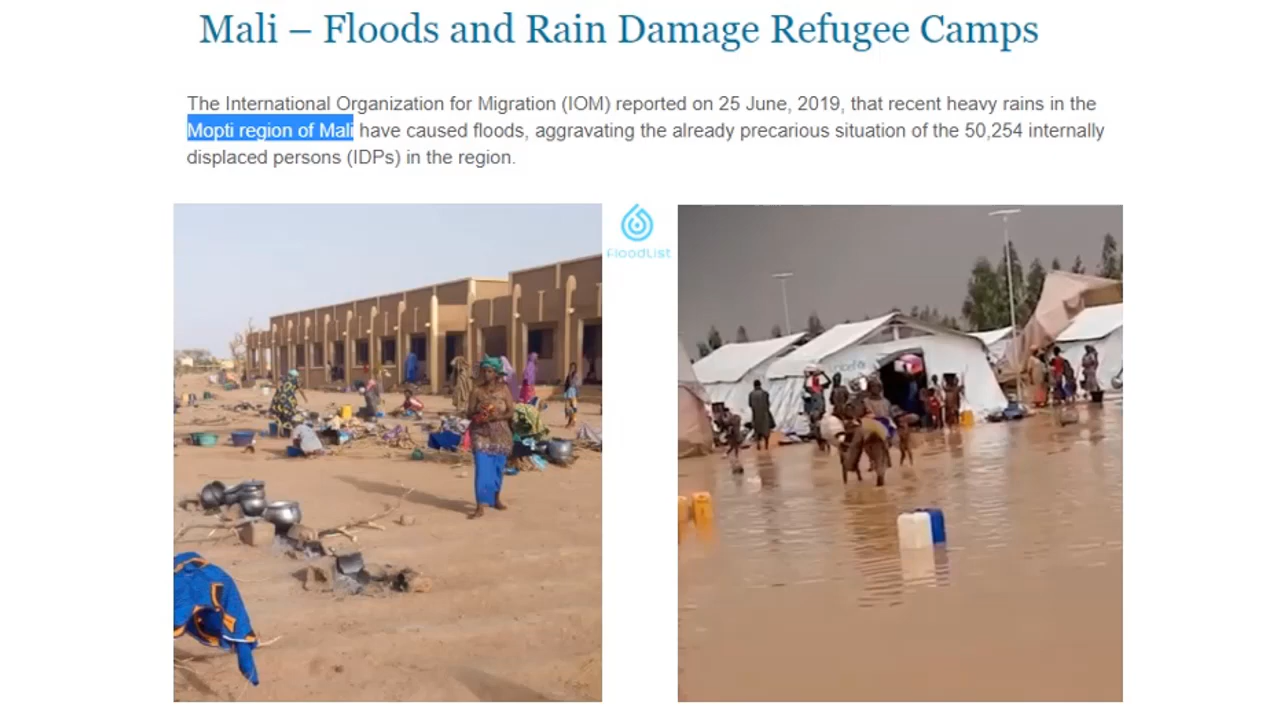 Mali – Floods and Rain Damage Refugee Camps
The International Organization for Migration (IOM) reported on 25 June, 2019, that recent heavy rains in the
Mopti region of Mali have caused floods, aggravating the already precarious situation of the 50,254 internally
displaced persons (IDPs) in the region.
FloodList
unicef